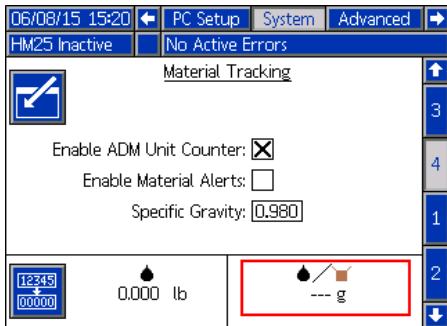 06/08/15 15:20 PC Setup System Advanced
HM25 Inactive No Active Errors
Material Tracking
3
Enable ADM Unit Counter:
4
Enable Material Alerts:
Specific Gravity: 0.980
1
2
12345
00000
0.000 lb
/
--- g